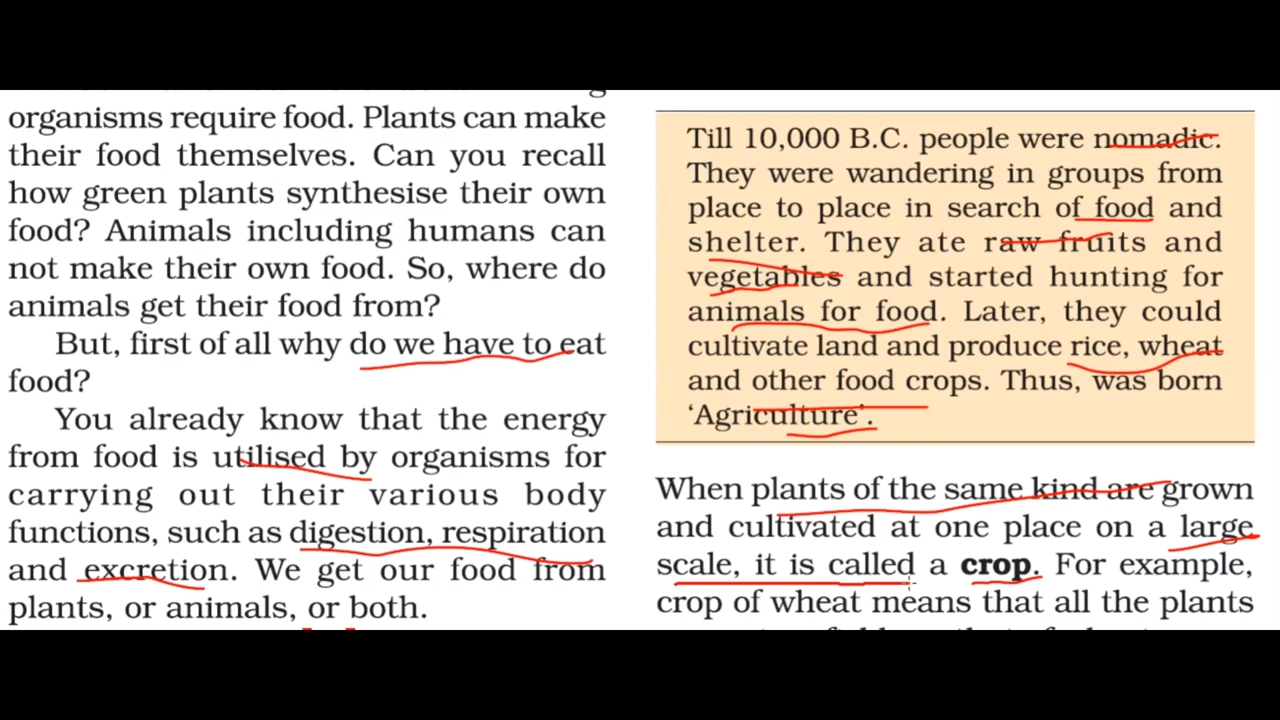 organisms require food. Plants can make
their food themselves. Can you recall
how green plants synthesise their own
food? Animals including humans can
not make their own food. So, where do
animals get their food from?
But, first of all why do we have to eat
food?
You already know that the energy
from food is utilised by organisms for
carrying out their various body
functions, such as digestion, respiration
and excretion. We get our food from
plants, or animals, or both.
Till 10,000 B.C. people were nomadic.
They were wandering in groups from
place to place in search of food and
shelter. They ate raw fruits and
vegetables and started hunting for
animals for food. Later, they could
cultivate land and produce rice, wheat
and other food crops. Thus, was born
‘Agriculture’.
When plants of the same kind are grown
and cultivated at one place on a large
scale, it is called a crop. For example,
crop of wheat means that all the plants